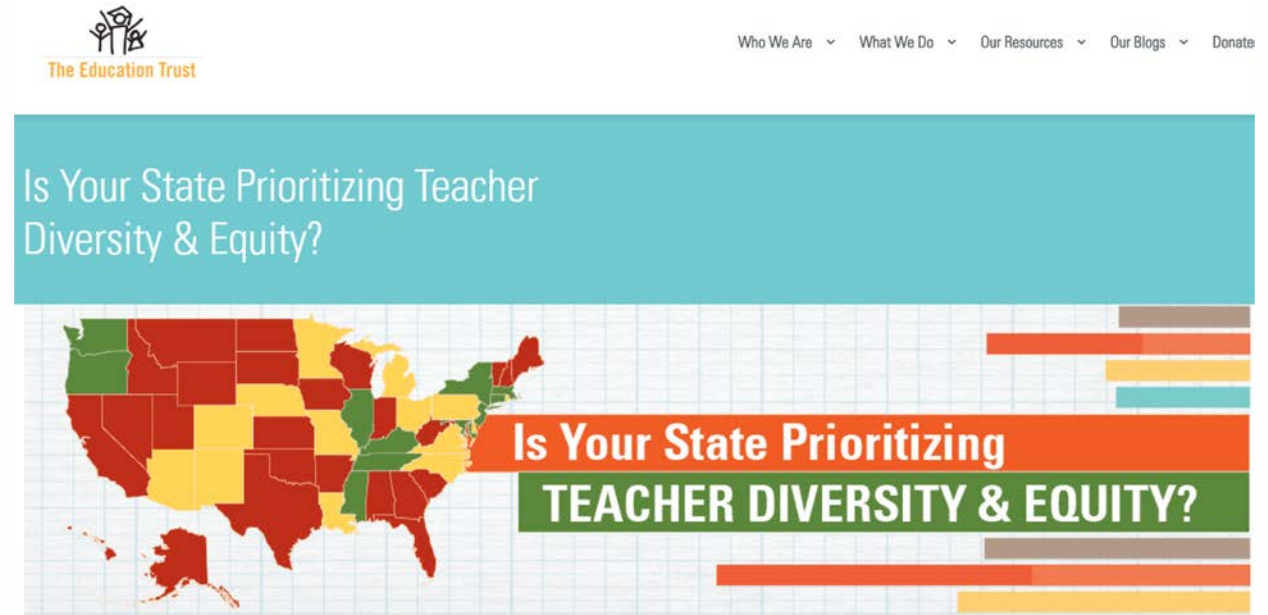 The Education Trust
Who We Are What We Do Our Resources Our Blogs Donate
Is Your State Prioritizing Teacher
Diversity & Equity?
Is Your State Prioritizing
TEACHER DIVERSITY & EQUITY?